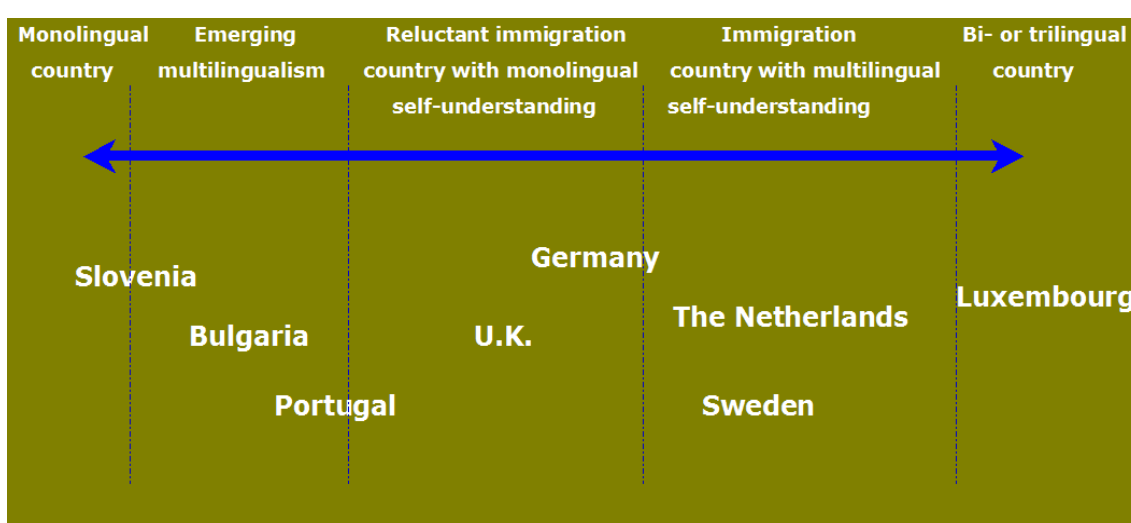 Monolingual
country
Emerging
multilingualism
Reluctant immigration
country with monolingual
self-understanding
Immigration
country with multilingual
self-understanding
Bi- or trilingual
country
Germany
Slovenia
Luxembourg
The Netherlands
Bulgaria
U.K.
Portugal
Sweden